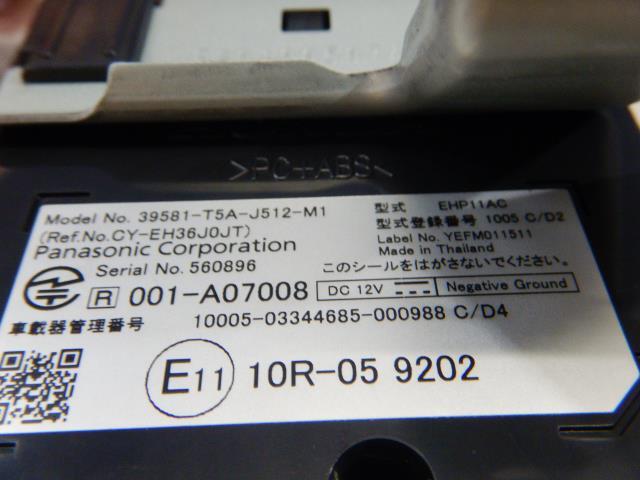 >PC+ABS<
Model No. 39581-T5A-J512-M1
(Ref.No.CY-EH36J0JT)
Panasonic Corporation
Serial No. 560896
型式 EHP11AC
型式登録番号 1005 C/D2
Label No. YEFM011511
Made in Thailand
このシールをはがさないでください。
R 001-A07008 DC 12V Negative Ground
車載器管理番号 10005-03344685-000988 C/D4
E11 10R-05 9202